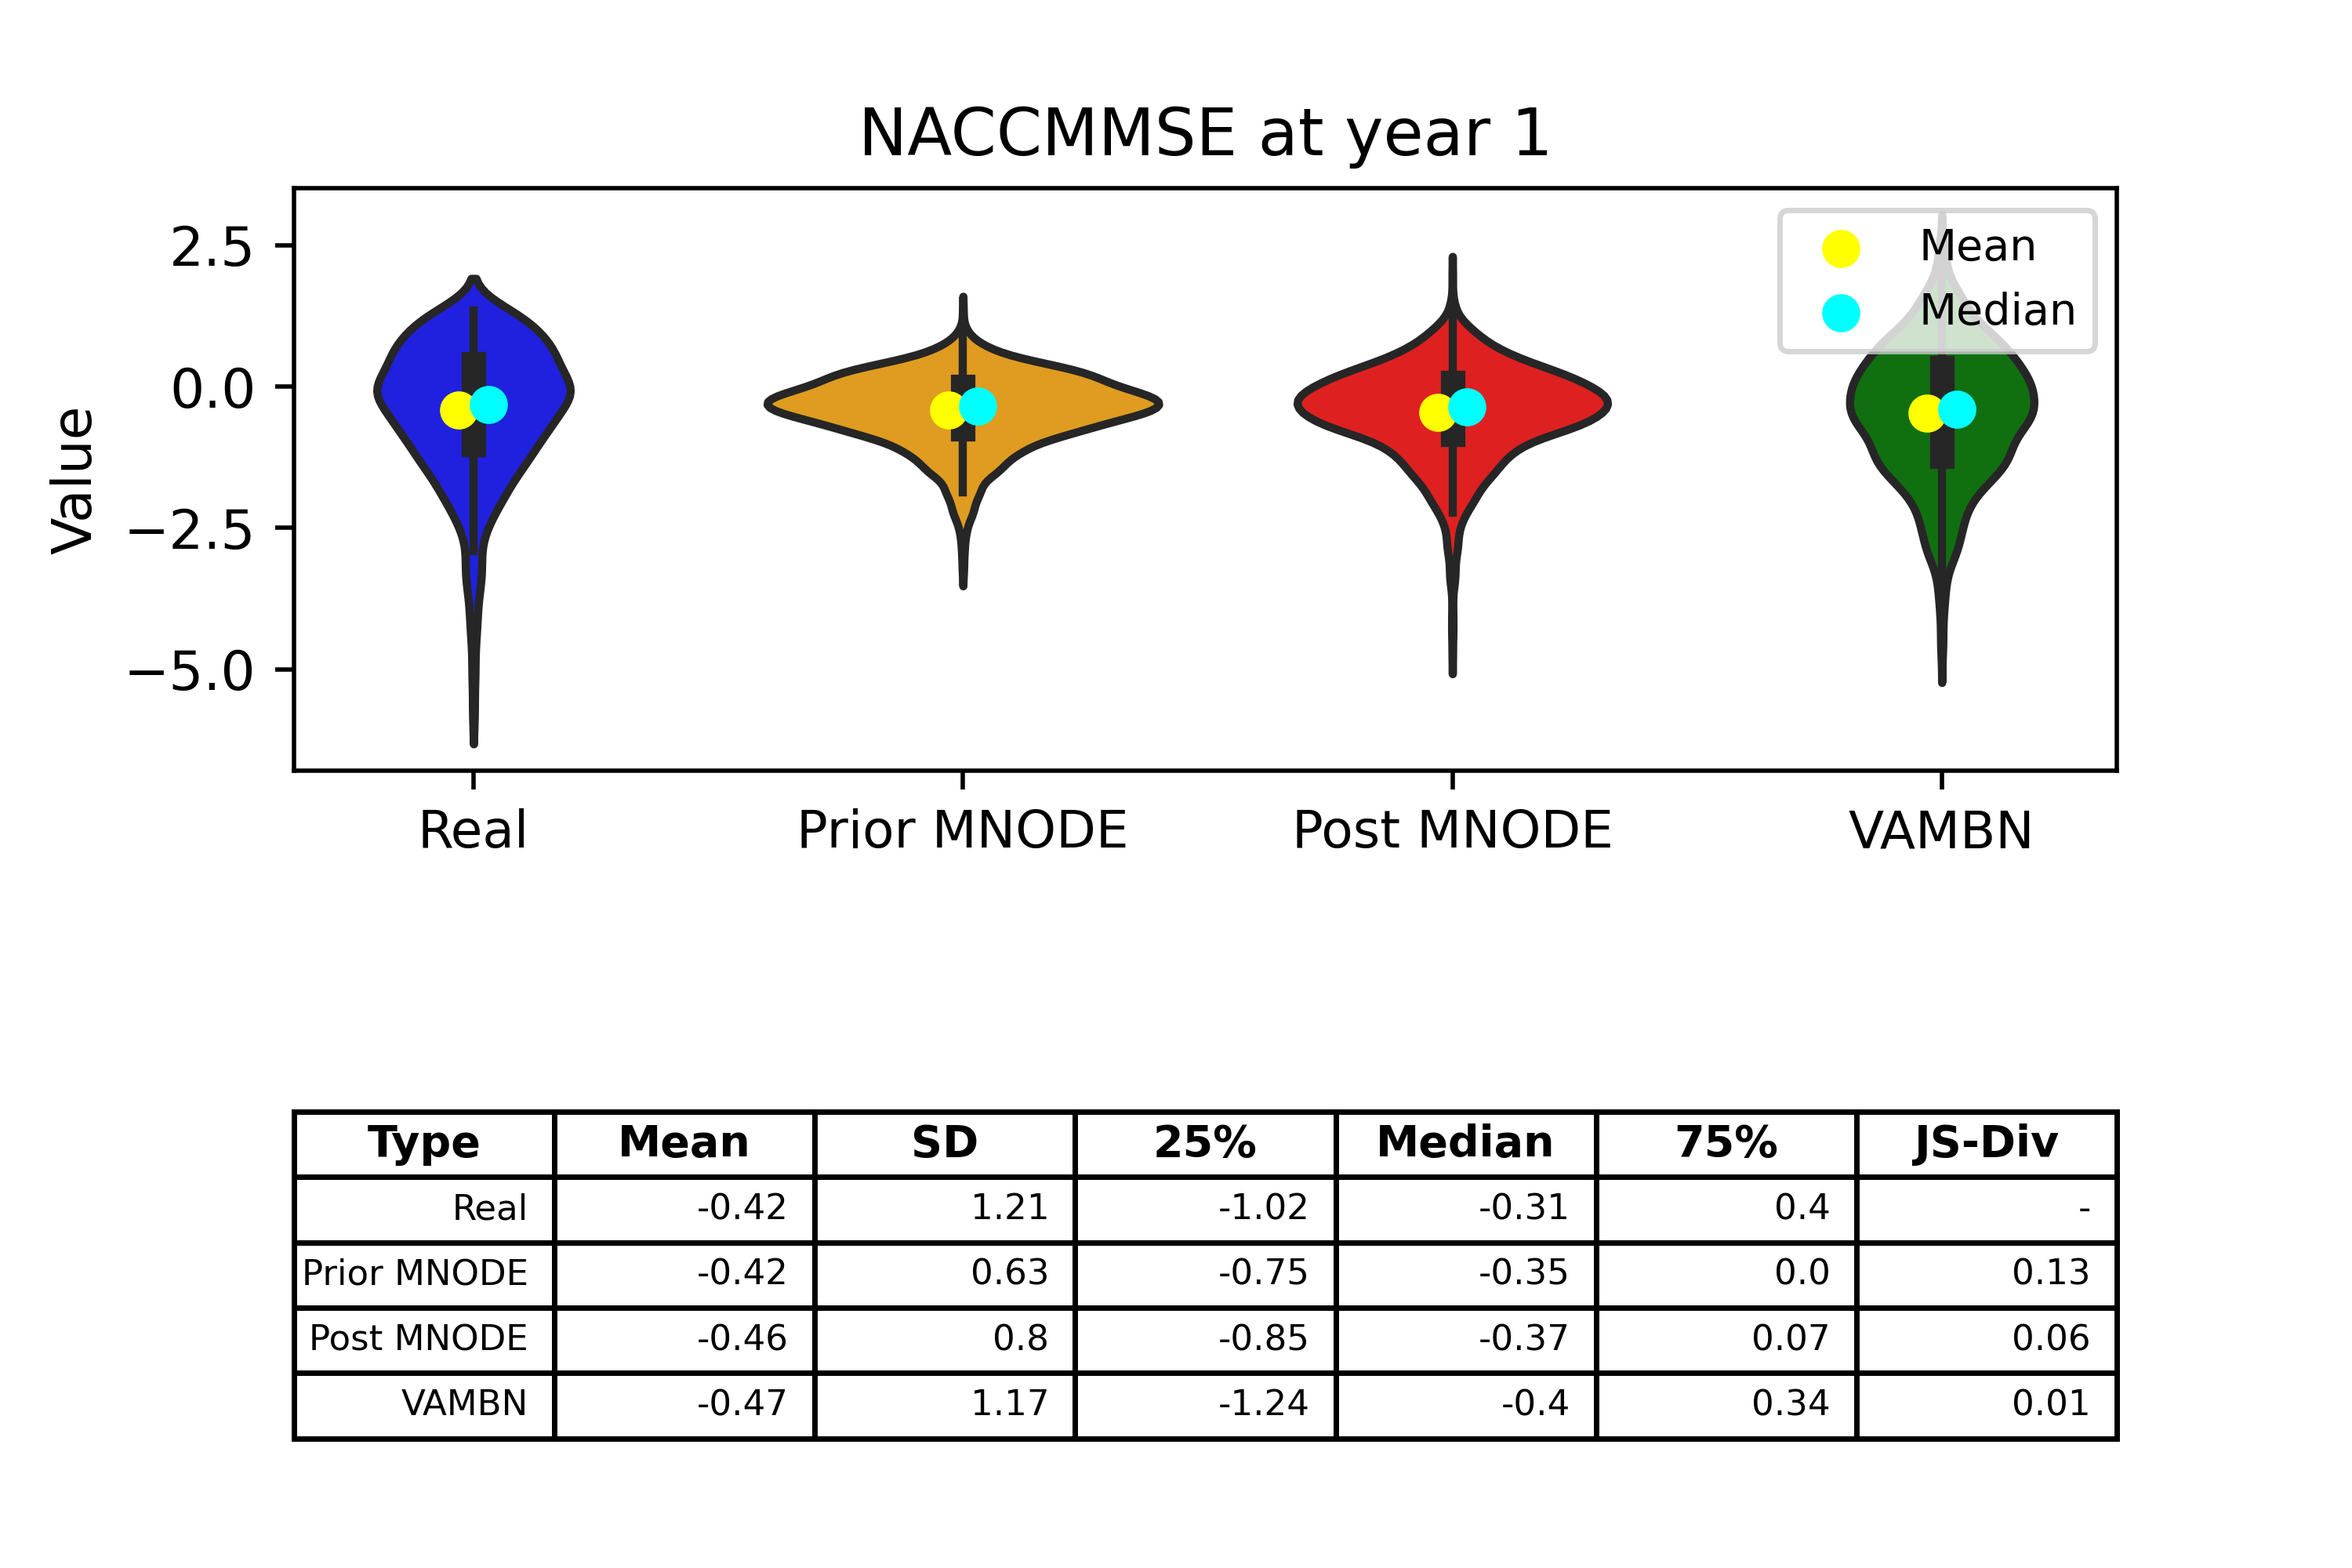 NACCMMSE at year 1
Value
2.5
0.0
−2.5
−5.0
Mean
Median
Real Prior MNODE Post MNODE VAMBN
Type Mean SD 25% Median 75% JS-Div
Real -0.42 1.21 -1.02 -0.31 0.4 -
Prior MNODE -0.42 0.63 -0.75 -0.35 0.0 0.13
Post MNODE -0.46 0.8 -0.85 -0.37 0.07 0.06
VAMBN -0.47 1.17 -1.24 -0.4 0.34 0.01